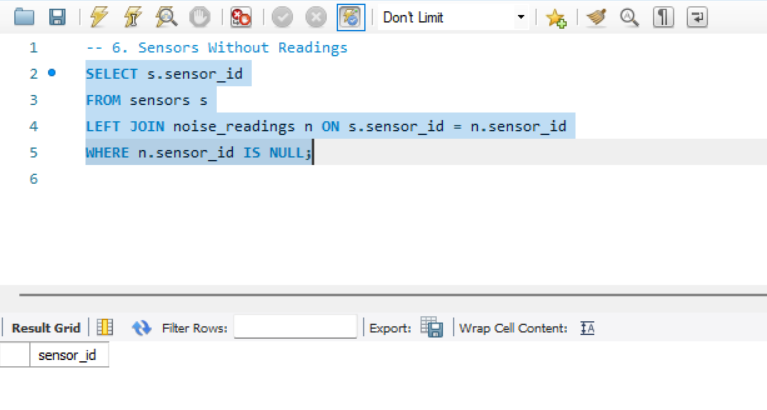 Don't Limit
1 -- 6. Sensors Without Readings
2 SELECT s.sensor_id
3 FROM sensors s
4 LEFT JOIN noise_readings n ON s.sensor_id = n.sensor_id
5 WHERE n.sensor_id IS NULL;
6
Result Grid Filter Rows: Export: Wrap Cell Content: IA
sensor_id